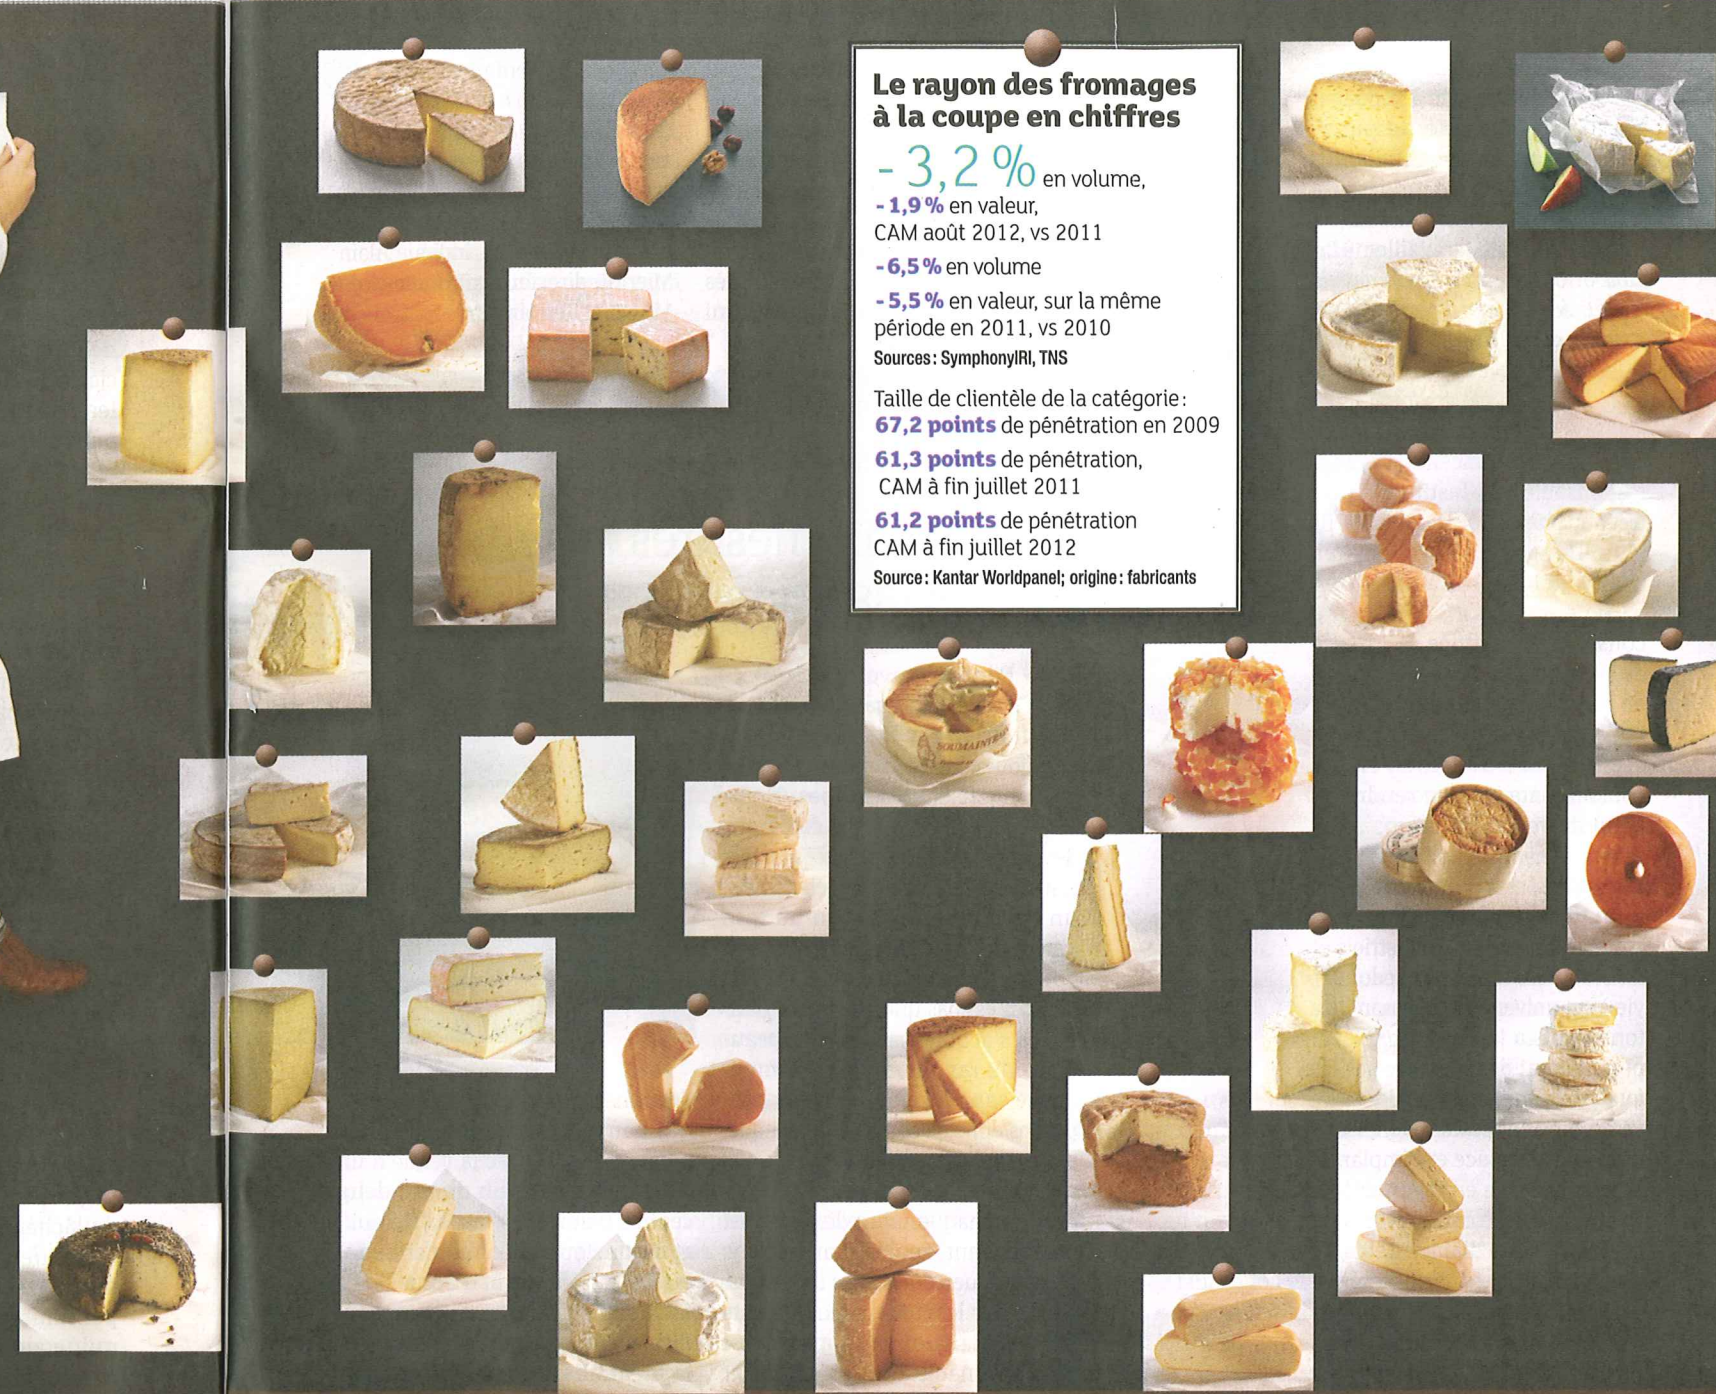 Le rayon des fromages
à la coupe en chiffres
- 3,2 % en volume,
- 1,9 % en valeur,
CAM août 2012, vs 2011
- 6,5 % en volume
- 5,5 % en valeur, sur la même
période en 2011, vs 2010
Sources : SymphonyIRI, TNS
Taille de clientèle de la catégorie :
67,2 points de pénétration en 2009
61,3 points de pénétration,
CAM à fin juillet 2011
61,2 points de pénétration
CAM à fin juillet 2012
Source : Kantar Worldpanel; origine : fabricants